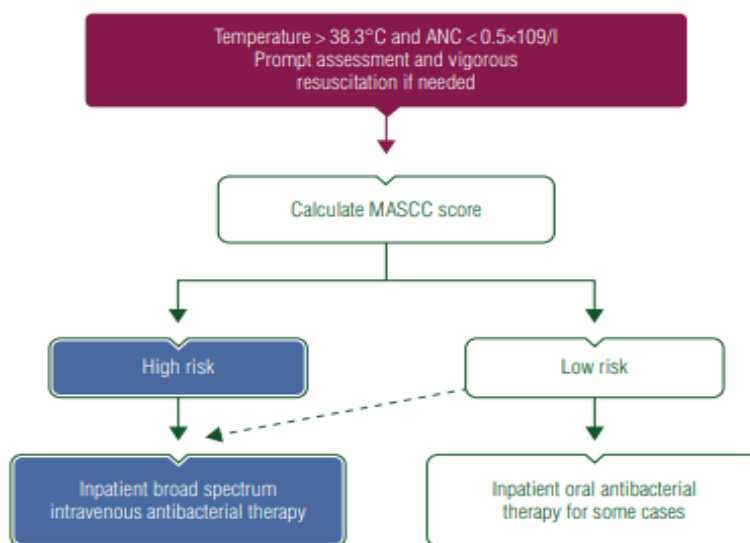 Temperature > 38.3°C and ANC < 0.5×109/l
Prompt assessment and vigorous
resuscitation if needed
Calculate MASCC score
High risk
Low risk
Inpatient broad spectrum
intravenous antibacterial therapy
Inpatient oral antibacterial
therapy for some cases